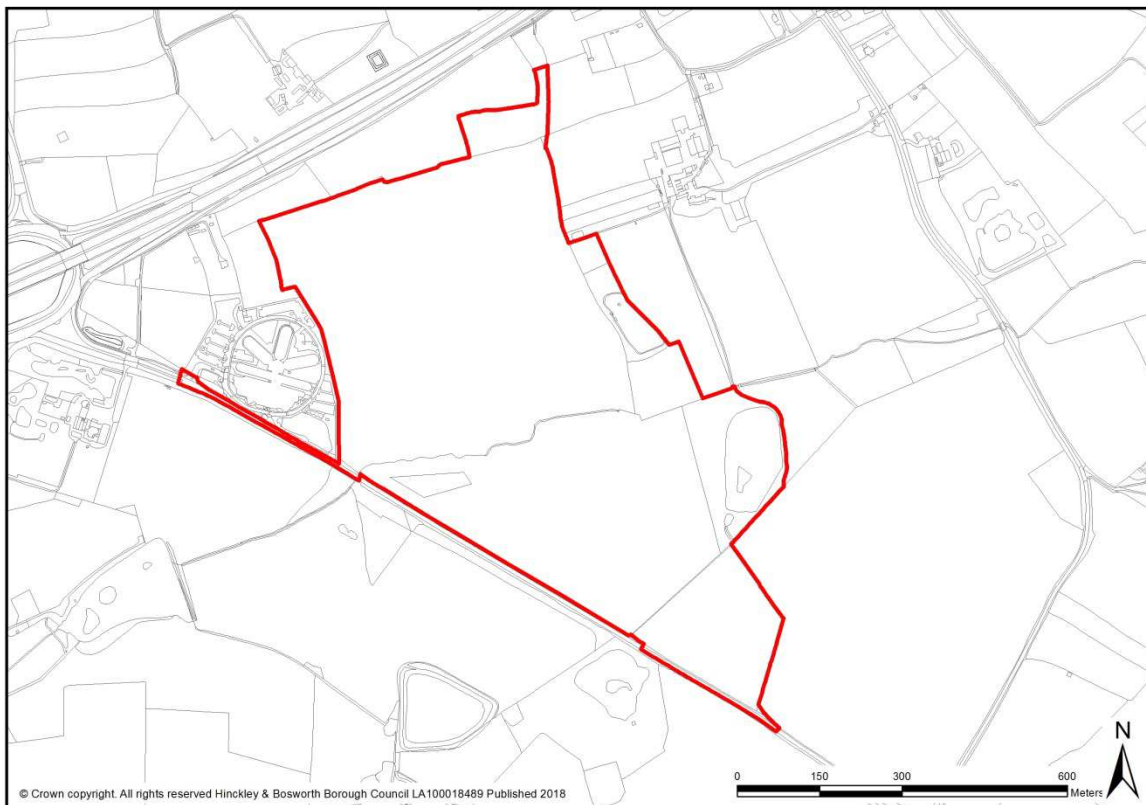 N
0 150 300 600
Meters
© Crown copyright. All rights reserved Hinckley & Bosworth Borough Council LA100018489 Published 2018